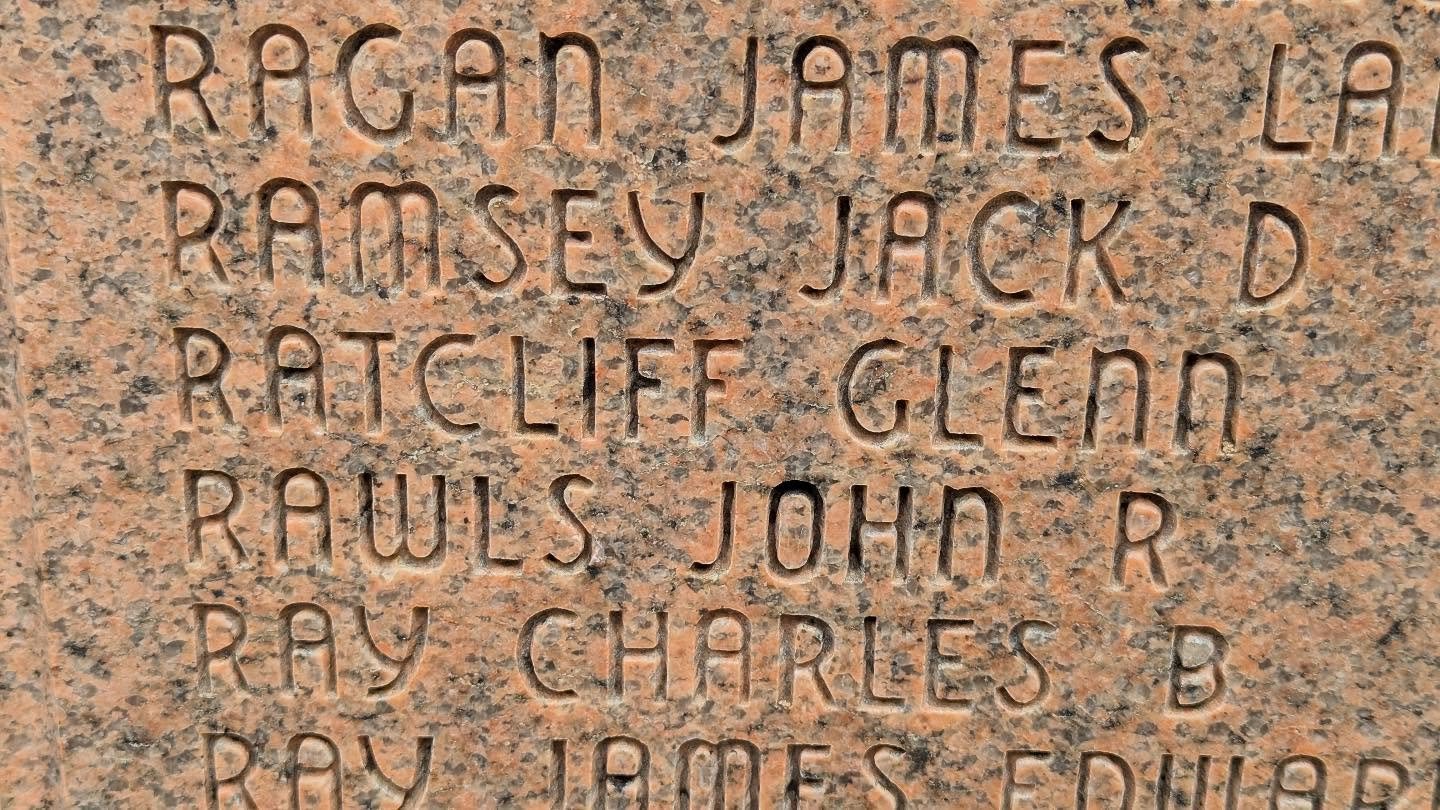 RAGAN JAMES
RAMSEY JACK D
RATCLIFF GLENN
RAWLS JOHN R
RAY CHARLES B
RAY JAMES